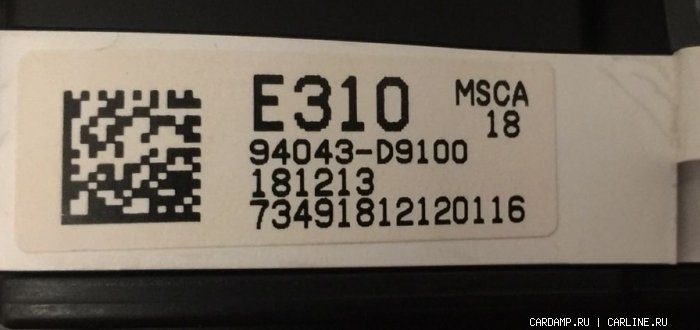 E310
MSCA
18
94043-D9100
181213
73491812120116
CARDAMP.RU | CARLINE.RU